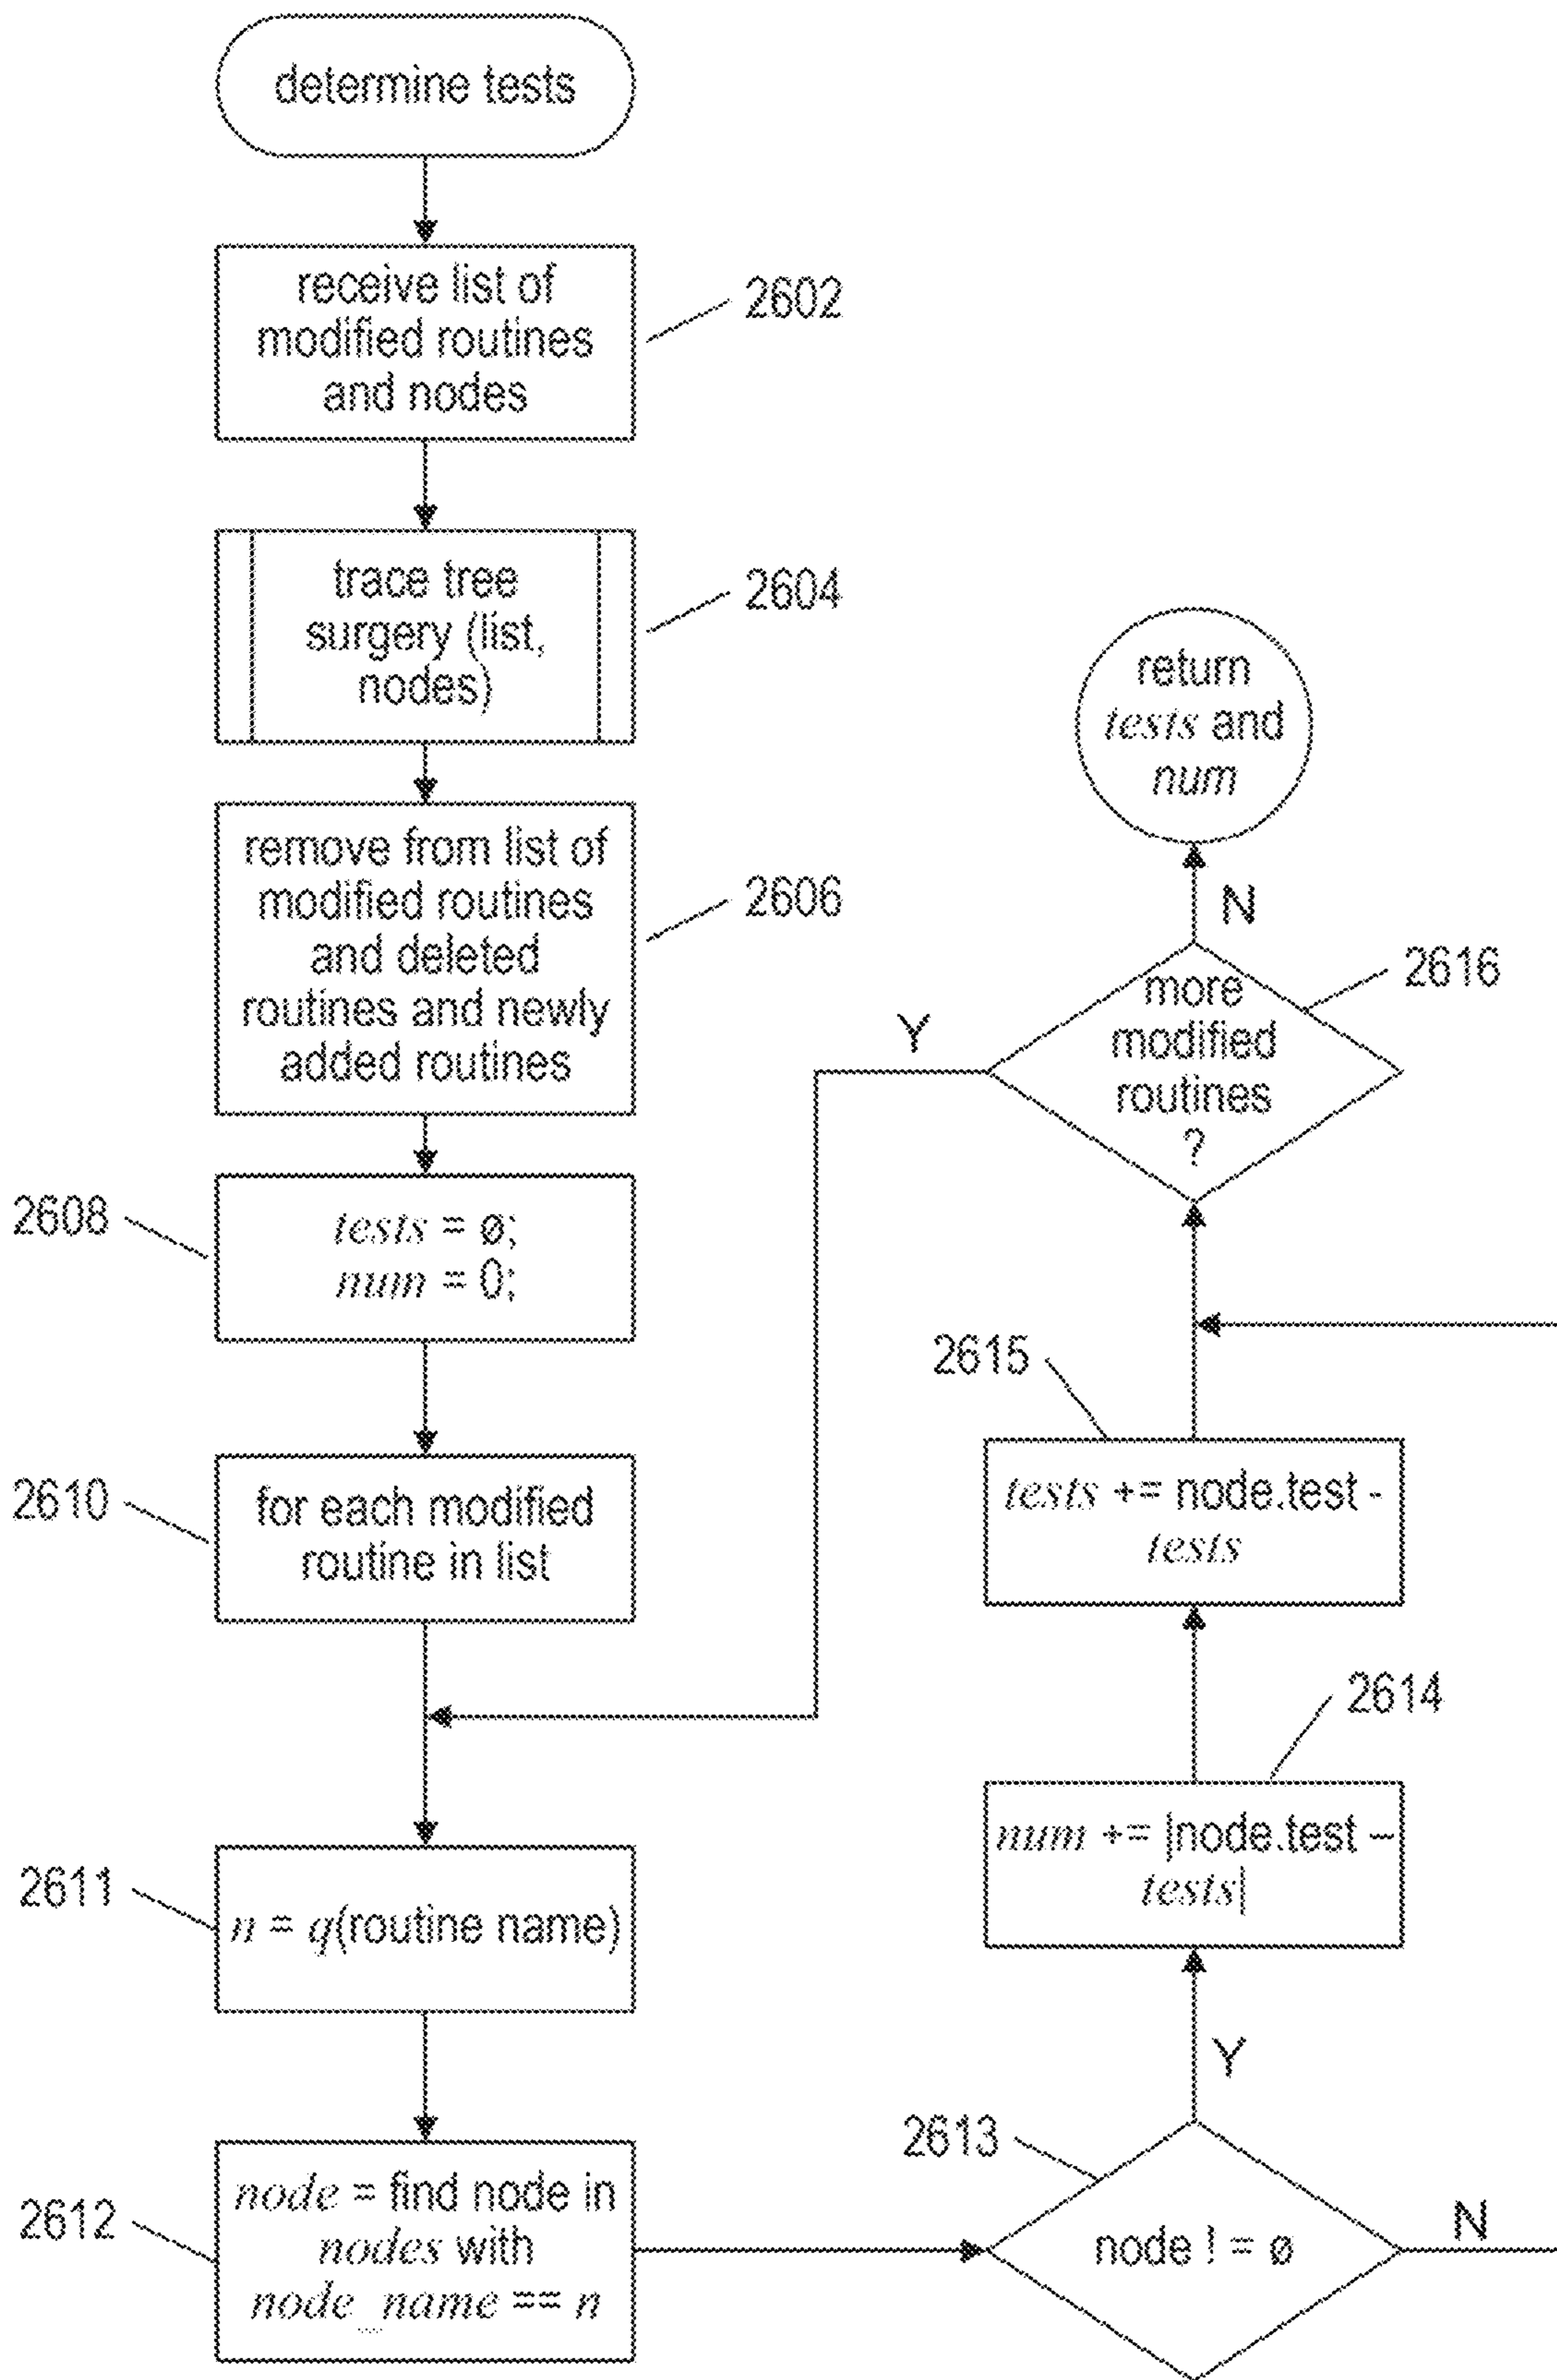 determine tests
receive list of
modified routines
and nodes
2602
trace tree
surgery (list,
nodes)
2604
remove from list of
modified routines
and deleted
routines and newly
added routines
2606
tests = ø;
num = 0;
2608
for each modified
routine in list
2610
n = q(routine name)
2611
node = find node in
nodes with
node_name == n
2612
node ! = ø
2613
Y
N
num += |node.test –
tests|
2614
tests += node.test -
tests
2615
more
modified
routines
?
2616
Y
N
return
tests and
num